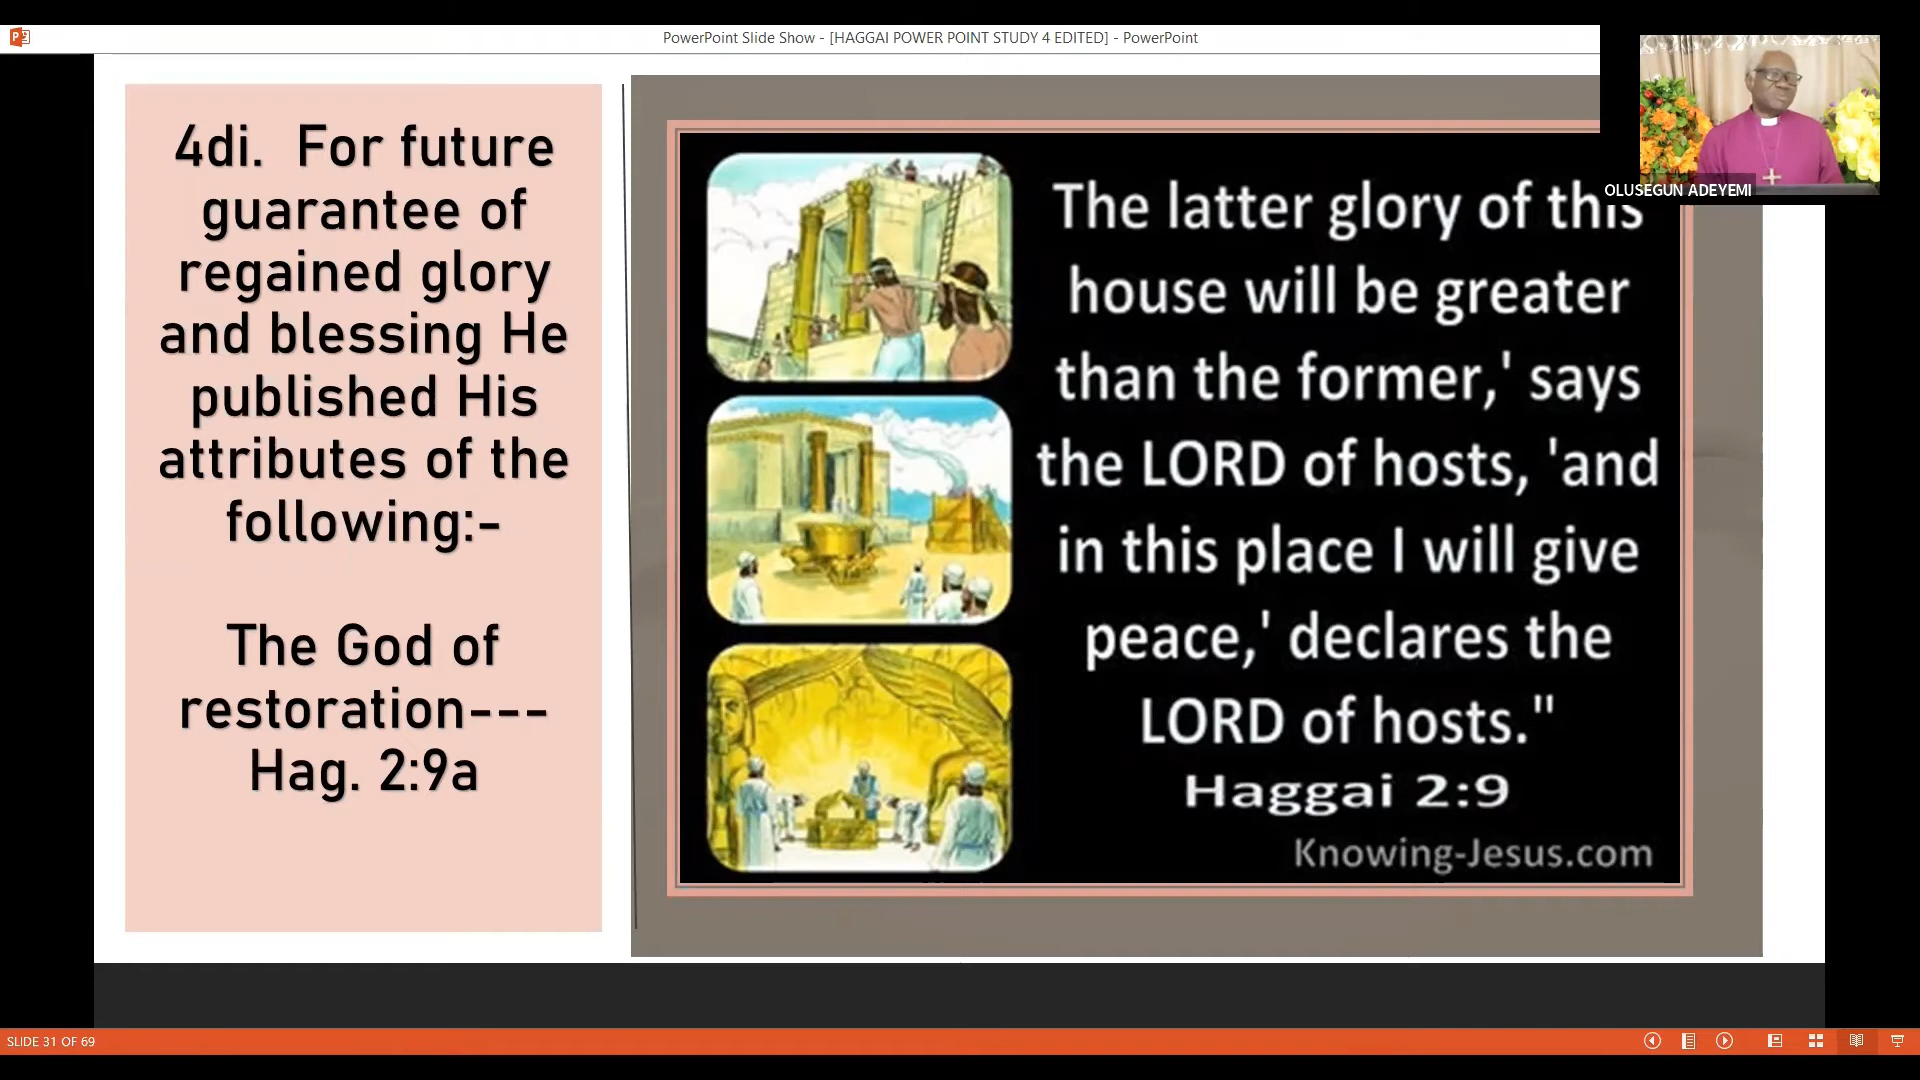 PowerPoint Slide Show - [HAGGAI POWER POINT STUDY 4 EDITED] - PowerPoint
OLUSEGUN ADEYEMI
4di.  For future
guarantee of
regained glory
and blessing He
published His
attributes of the
following:-
The God of
restoration---
Hag. 2:9a
The latter glory of this
house will be greater
than the former,' says
the LORD of hosts, 'and
in this place I will give
peace,' declares the
LORD of hosts."
Haggai 2:9
Knowing-Jesus.com
SLIDE 31 OF 69